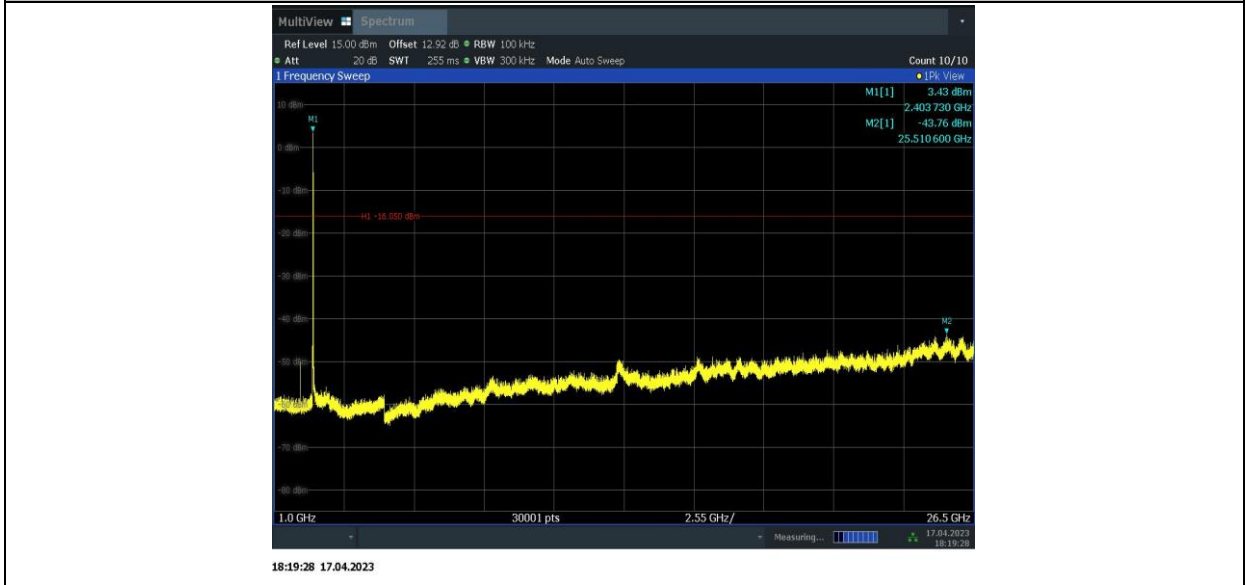 MultiView Spectrum
Ref Level 15.00 dBm Offset 12.92 dB RBW 100 kHz
Att 20 dB SWT 255 ms VBW 300 kHz Mode Auto Sweep Count 10/10
1 Frequency Sweep 1Pk View
M1[1] 3.43 dBm
2.403 730 GHz
M2[1] -43.76 dBm
25.510 600 GHz
10 dBm
M1
0 dBm
-10 dBm
H1 -16.050 dBm
-20 dBm
-30 dBm
-40 dBm
M2
-50 dBm
-70 dBm
-80 dBm
1.0 GHz 30001 pts 2.55 GHz/ 26.5 GHz
Measuring... 17.04.2023
18:19:28
18:19:28 17.04.2023